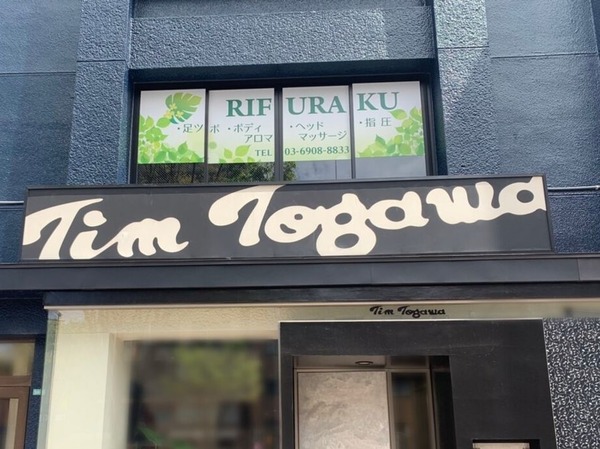 RIFURAKU
・足ツボ ・ボディ ・ヘッド ・指圧
アロマ マッサージ
TEL 03-6908-8833
Tim Togawa
Tim Togawa